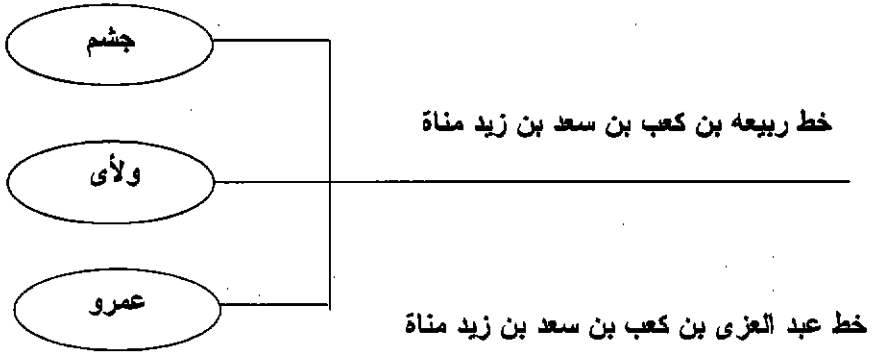 جشم
خط ربيعه بن كعب بن سعد بن زيد مناة
ولأى
عمرو
خط عبد العزى بن كعب بن سعد بن زيد مناة